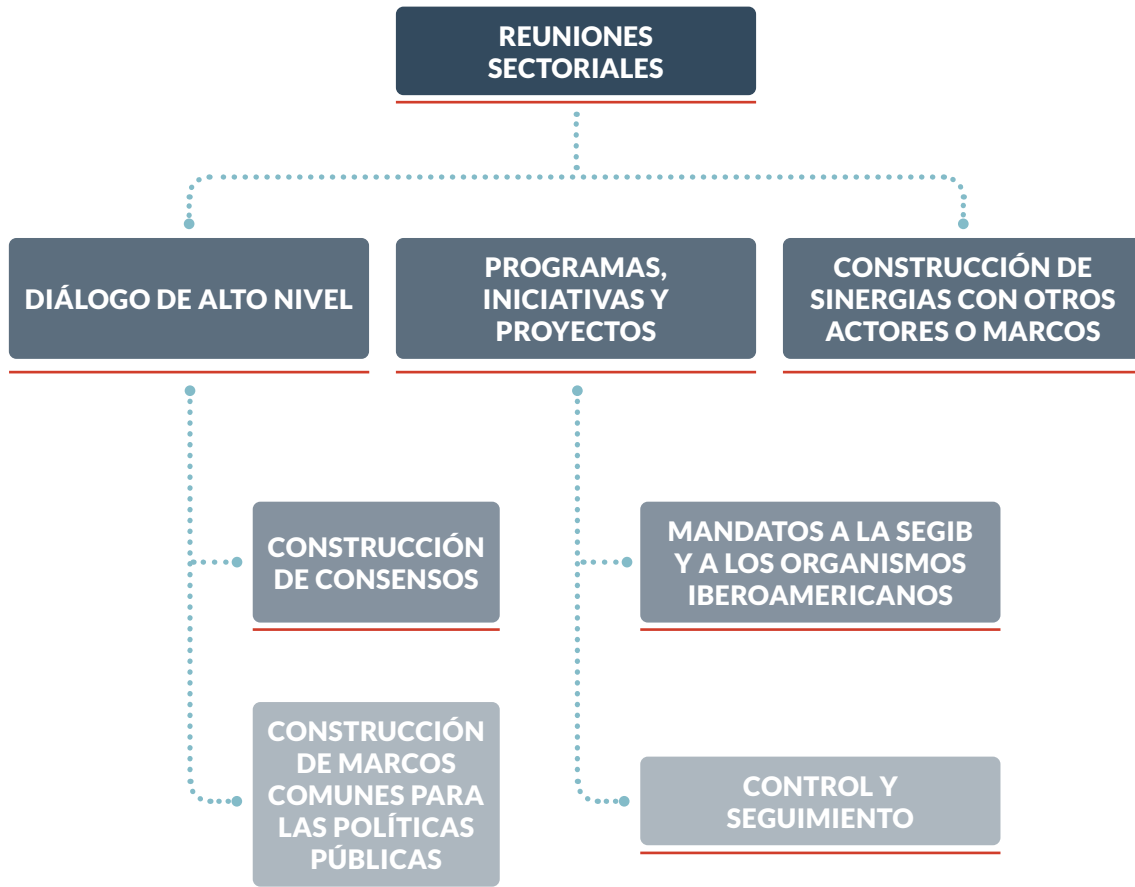 REUNIONES
SECTORIALES
DIÁLOGO DE ALTO NIVEL
PROGRAMAS,
INICIATIVAS Y
PROYECTOS
CONSTRUCCIÓN DE
SINERGIAS CON OTROS
ACTORES O MARCOS
CONSTRUCCIÓN
DE CONSENSOS
MANDATOS A LA SEGIB
Y A LOS ORGANISMOS
IBEROAMERICANOS
CONSTRUCCIÓN
DE MARCOS
COMUNES PARA
LAS POLÍTICAS
PÚBLICAS
CONTROL Y
SEGUIMIENTO